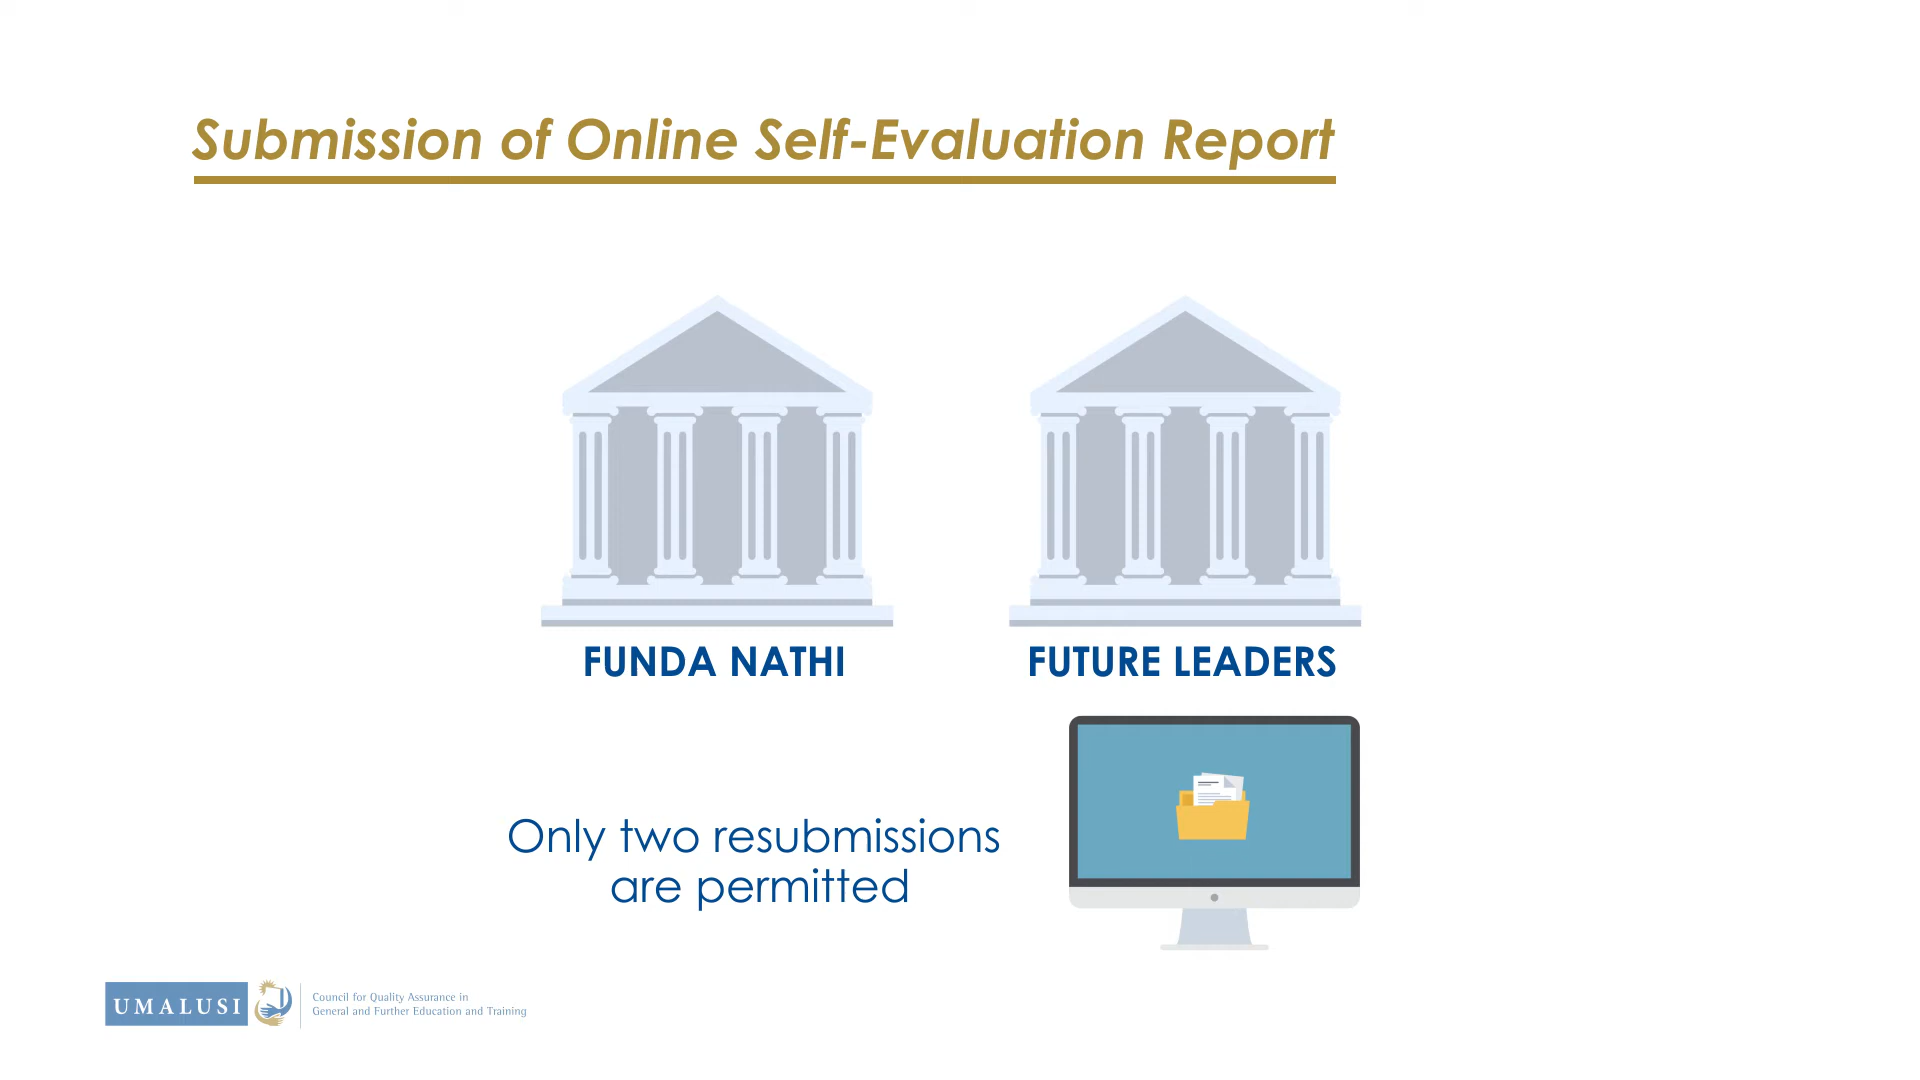 Submission of Online Self-Evaluation Report
FUNDA NATHI
FUTURE LEADERS
Only two resubmissions
are permitted
UMALUSI
Council for Quality Assurance in
General and Further Education and Training